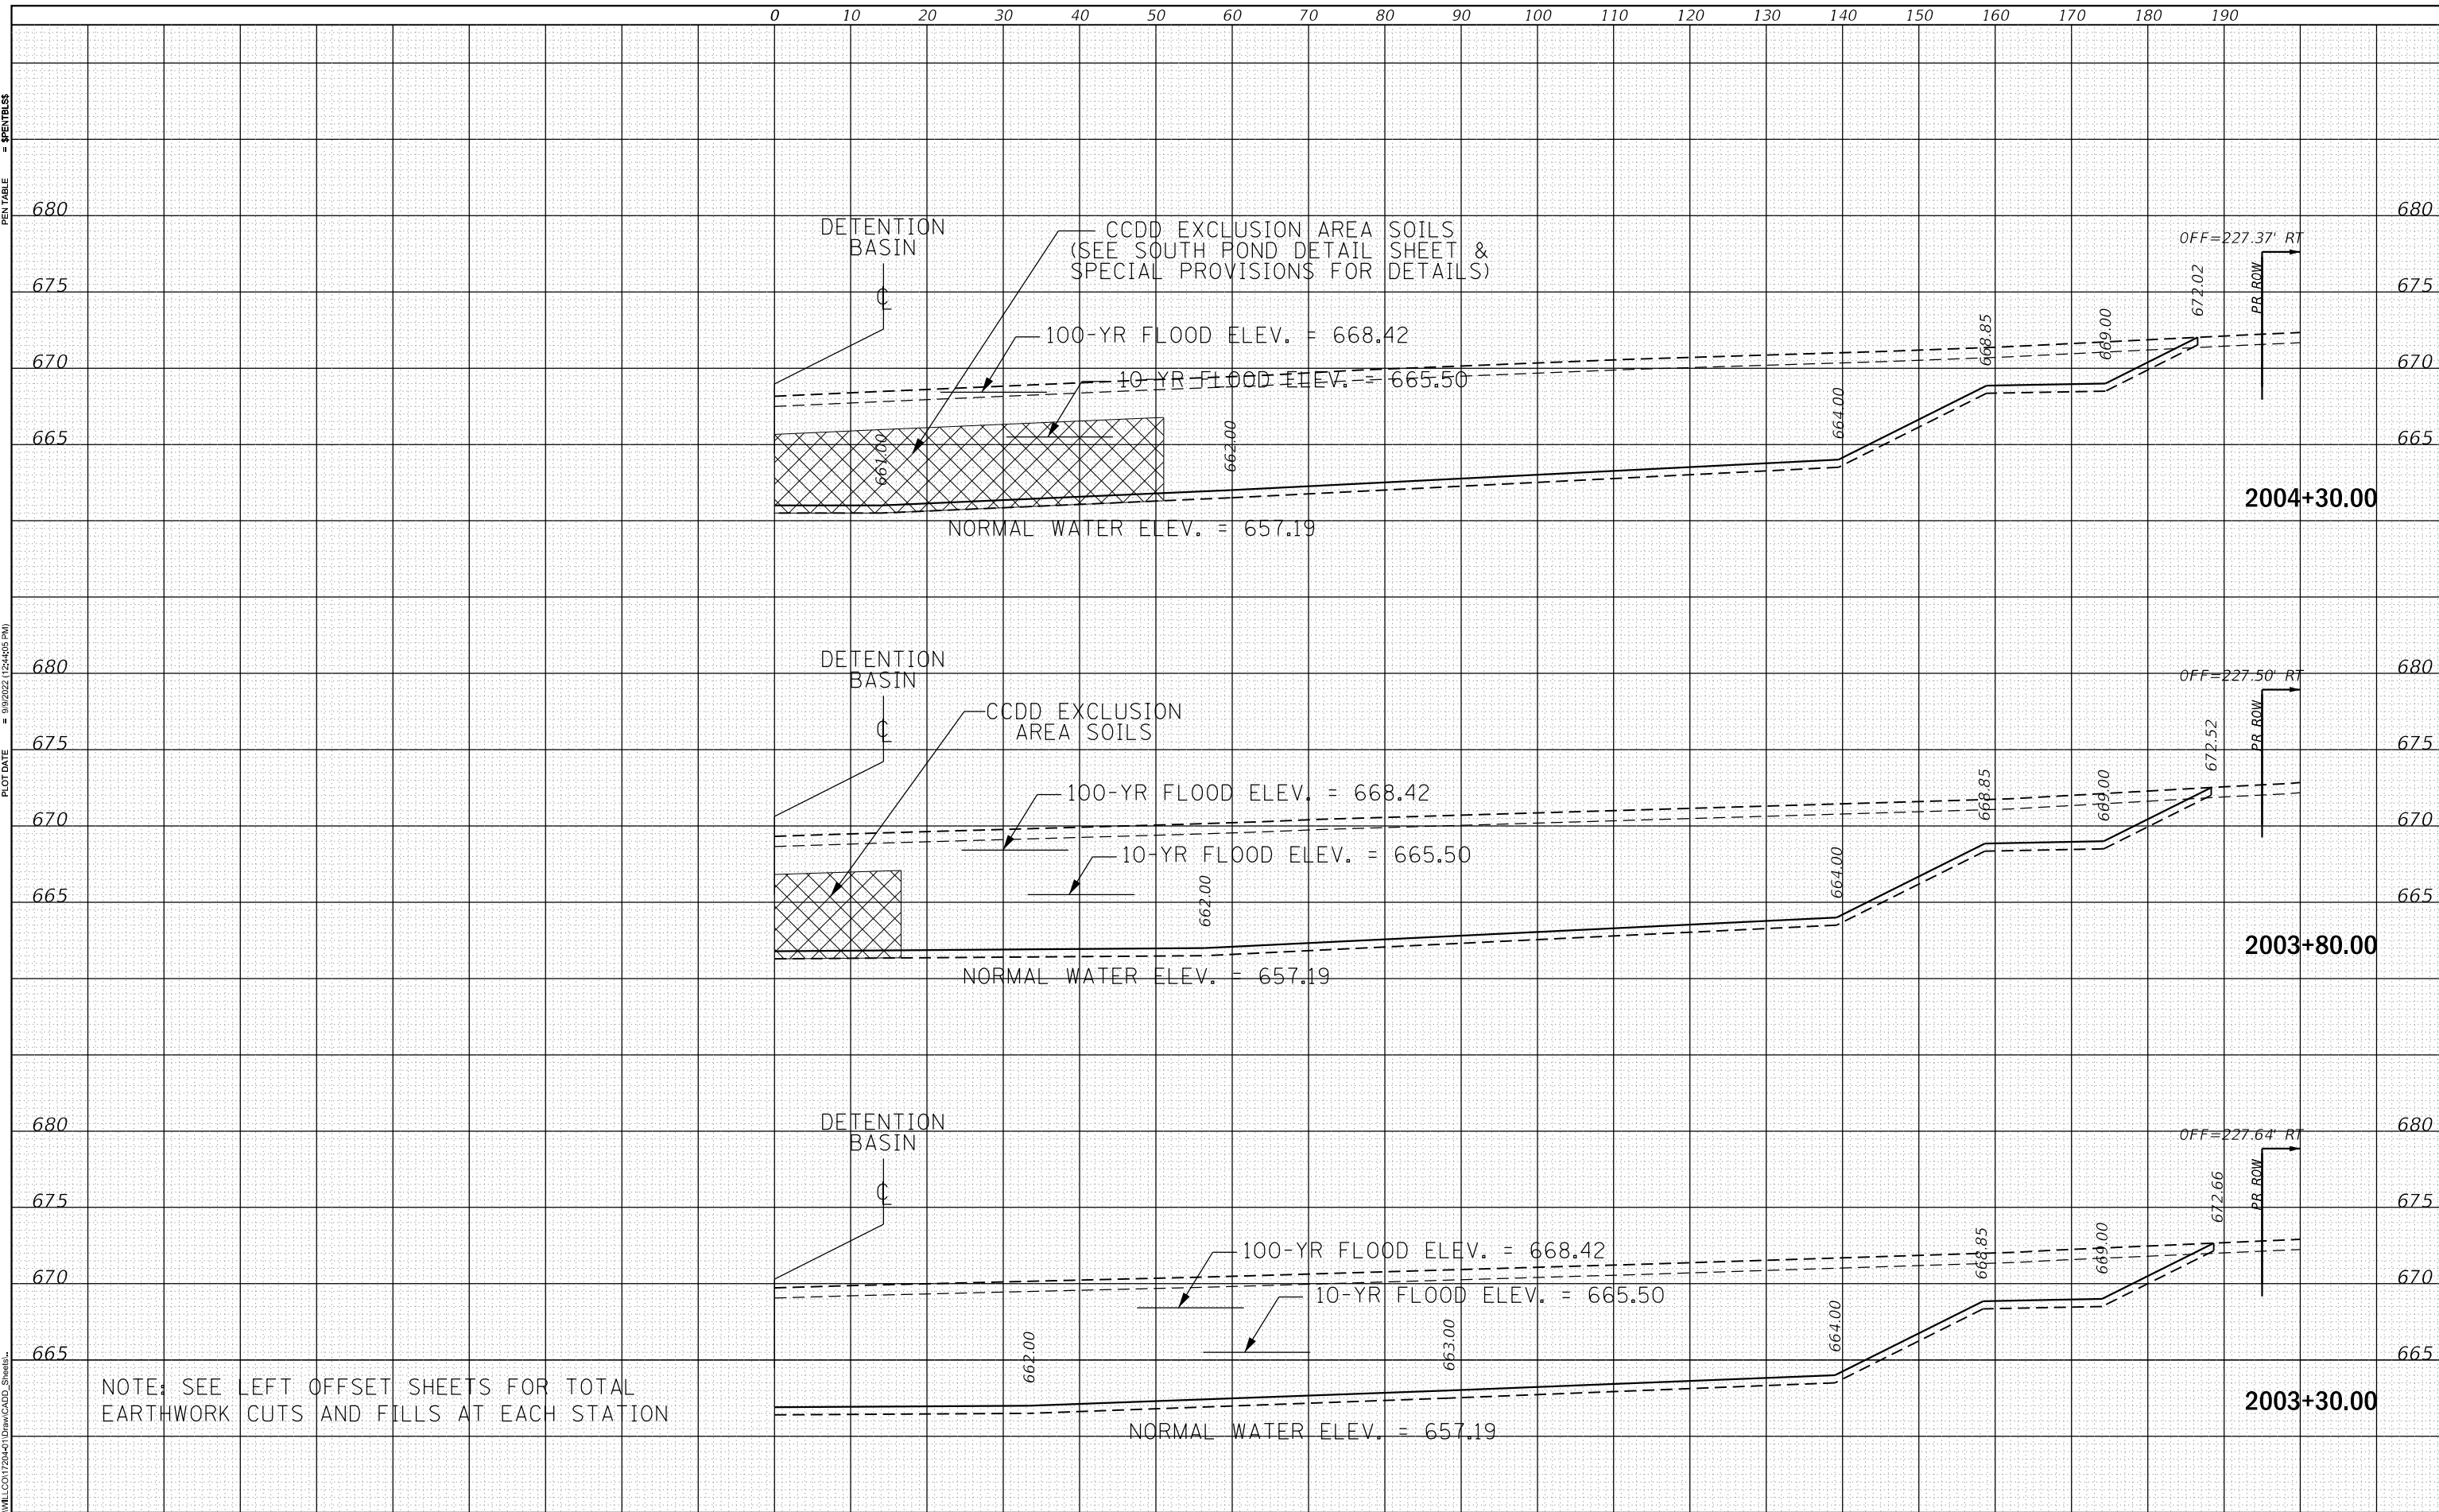 0 10 20 30 40 50 60 70 80 90 100 110 120 130 140 150 160 170 180 190
PEN TABLE = $PENTBLS$
PLOT DATE = 9/9/2022 (12:44:05 PM)
\WILLCO\17204-01\Draw\CADD_Sheets\...
680
675
670
665
DETENTION
BASIN
℄
CCDD EXCLUSION AREA SOILS
(SEE SOUTH POND DETAIL SHEET &
SPECIAL PROVISIONS FOR DETAILS)
100-YR FLOOD ELEV. = 668.42
10-YR FLOOD ELEV. = 665.50
661.00
662.00
664.00
668.85
669.00
672.02
OFF=227.37' RT
PR ROW
680
675
670
665
NORMAL WATER ELEV. = 657.19
2004+30.00
680
675
670
665
DETENTION
BASIN
℄
CCDD EXCLUSION
AREA SOILS
100-YR FLOOD ELEV. = 668.42
10-YR FLOOD ELEV. = 665.50
662.00
664.00
668.85
669.00
672.52
OFF=227.50' RT
PR ROW
680
675
670
665
NORMAL WATER ELEV. = 657.19
2003+80.00
680
675
670
665
DETENTION
BASIN
℄
100-YR FLOOD ELEV. = 668.42
10-YR FLOOD ELEV. = 665.50
662.00
663.00
664.00
668.85
669.00
672.66
OFF=227.64' RT
PR ROW
680
675
670
665
NOTE: SEE LEFT OFFSET SHEETS FOR TOTAL
EARTHWORK CUTS AND FILLS AT EACH STATION
NORMAL WATER ELEV. = 657.19
2003+30.00